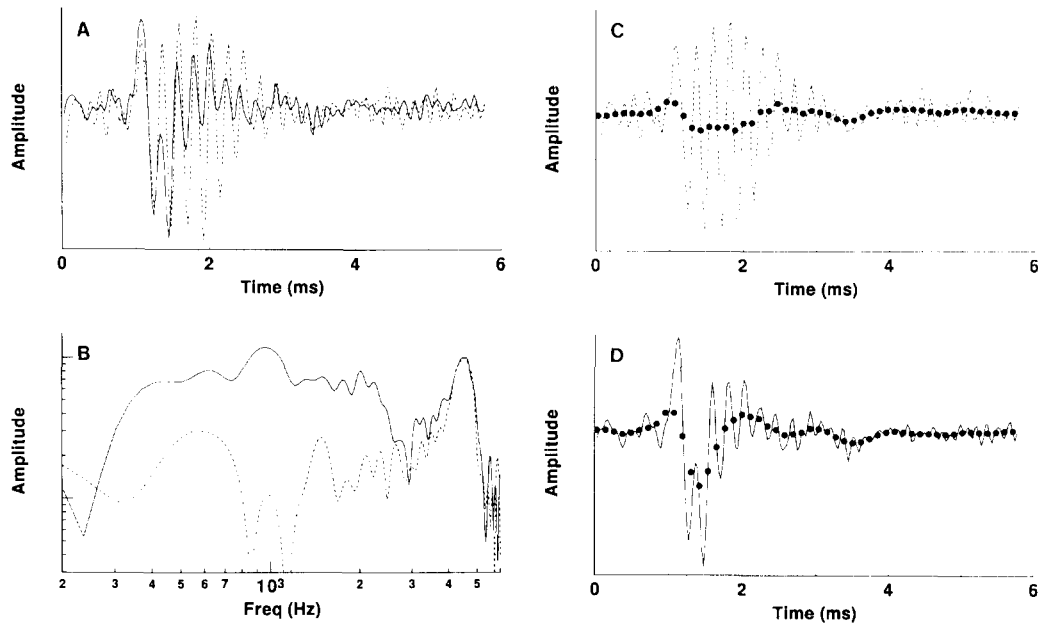 A
Amplitude
0 2 4 6
Time (ms)
B
Amplitude
2 3 4 5 6 7 10³ 2 3 4 5
Freq (Hz)
C
Amplitude
0 2 4 6
Time (ms)
D
Amplitude
0 2 4 6
Time (ms)